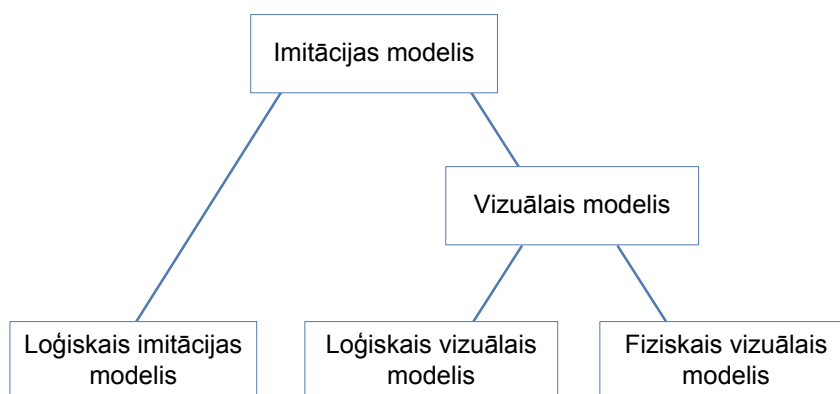 Imitācijas modelis
Vizuālais modelis
Loģiskais imitācijas
modelis
Loģiskais vizuālais
modelis
Fiziskais vizuālais
modelis